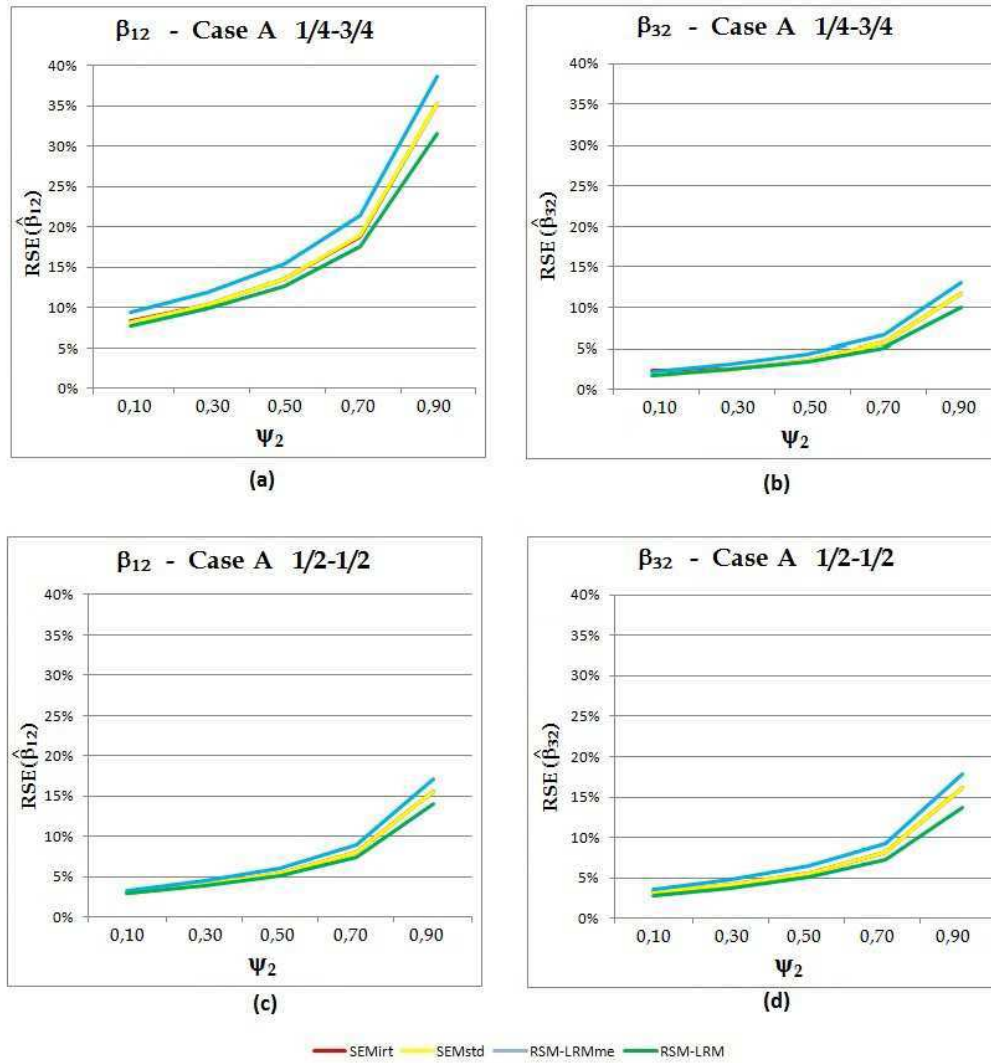 β₁₂ - Case A 1/4-3/4
40%
35%
30%
25%
20%
15%
10%
5%
0%
RSE(β̂₁₂)
0,10 0,30 0,50 0,70 0,90
Ψ₂
(a)
β₃₂ - Case A 1/4-3/4
40%
35%
30%
25%
20%
15%
10%
5%
0%
RSE (β̂₃₂)
0,10 0,30 0,50 0,70 0,90
Ψ₂
(b)
β₁₂ - Case A 1/2-1/2
40%
35%
30%
25%
20%
15%
10%
5%
0%
RSE(β̂₁₂)
0,10 0,30 0,50 0,70 0,90
Ψ₂
(c)
β₃₂ - Case A 1/2-1/2
40%
35%
30%
25%
20%
15%
10%
5%
0%
RSE (β̂₃₂)
0,10 0,30 0,50 0,70 0,90
Ψ₂
(d)
SEMirt SEMstd RSM-LRMme RSM-LRM